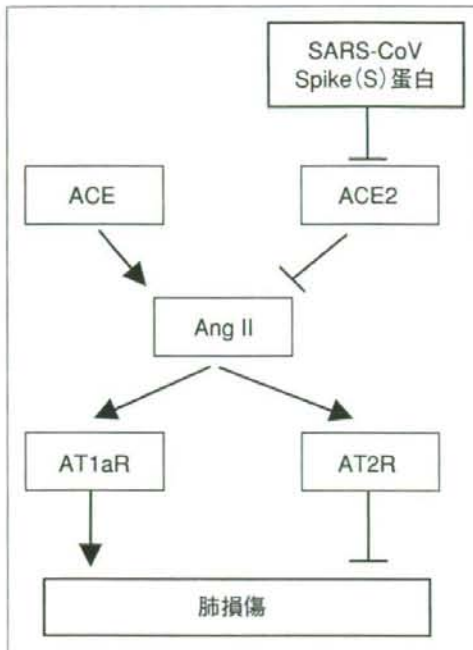 SARS-CoV
Spike(S)蛋白
ACE
ACE2
Ang II
AT1aR
AT2R
肺損傷